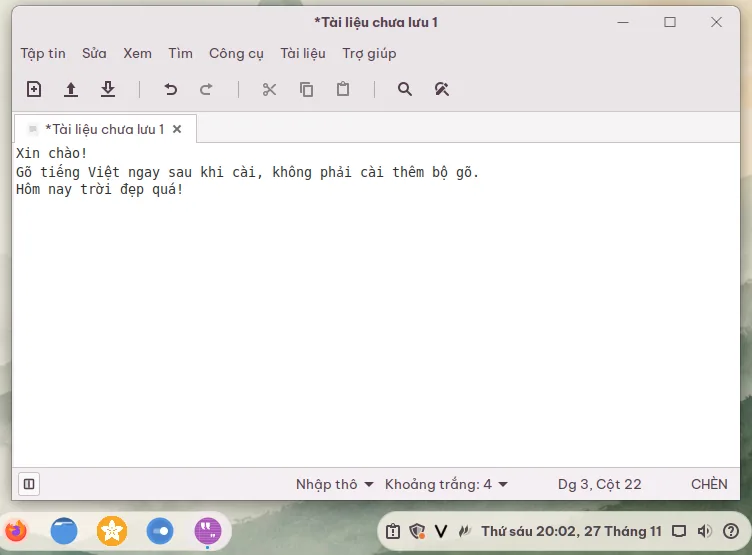 *Tài liệu chưa lưu 1
Tập tin Sửa Xem Tìm Công cụ Tài liệu Trợ giúp
*Tài liệu chưa lưu 1
Xin chào!
Gõ tiếng Việt ngay sau khi cài, không phải cài thêm bộ gõ.
Hôm nay trời đẹp quá!
Nhập thô Khoảng trắng: 4 Dg 3, Cột 22 CHÈN
V Thứ sáu 20:02, 27 Tháng 11